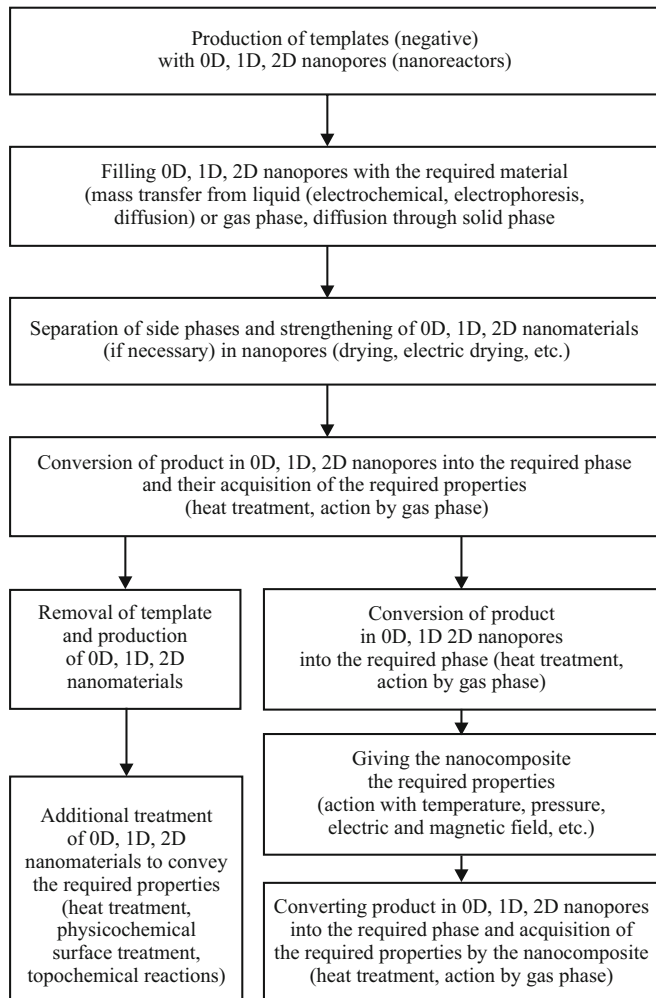 Production of templates (negative)
with 0D, 1D, 2D nanopores (nanoreactors)
Filling 0D, 1D, 2D nanopores with the required material
(mass transfer from liquid (electrochemical, electrophoresis,
diffusion) or gas phase, diffusion through solid phase
Separation of side phases and strengthening of 0D, 1D, 2D nanomaterials
(if necessary) in nanopores (drying, electric drying, etc.)
Conversion of product in 0D, 1D, 2D nanopores into the required phase
and their acquisition of the required properties
(heat treatment, action by gas phase)
Removal of template
and production
of 0D, 1D, 2D
nanomaterials
Additional treatment
of 0D, 1D, 2D
nanomaterials to convey
the required properties
(heat treatment,
physicochemical
surface treatment,
topochemical reactions)
Conversion of product
in 0D, 1D 2D nanopores
into the required phase (heat treatment,
action by gas phase)
Giving the nanocomposite
the required properties
(action with temperature, pressure,
electric and magnetic field, etc.)
Converting product in 0D, 1D, 2D nanopores
into the required phase and acquisition of
the required properties by the nanocomposite
(heat treatment, action by gas phase)